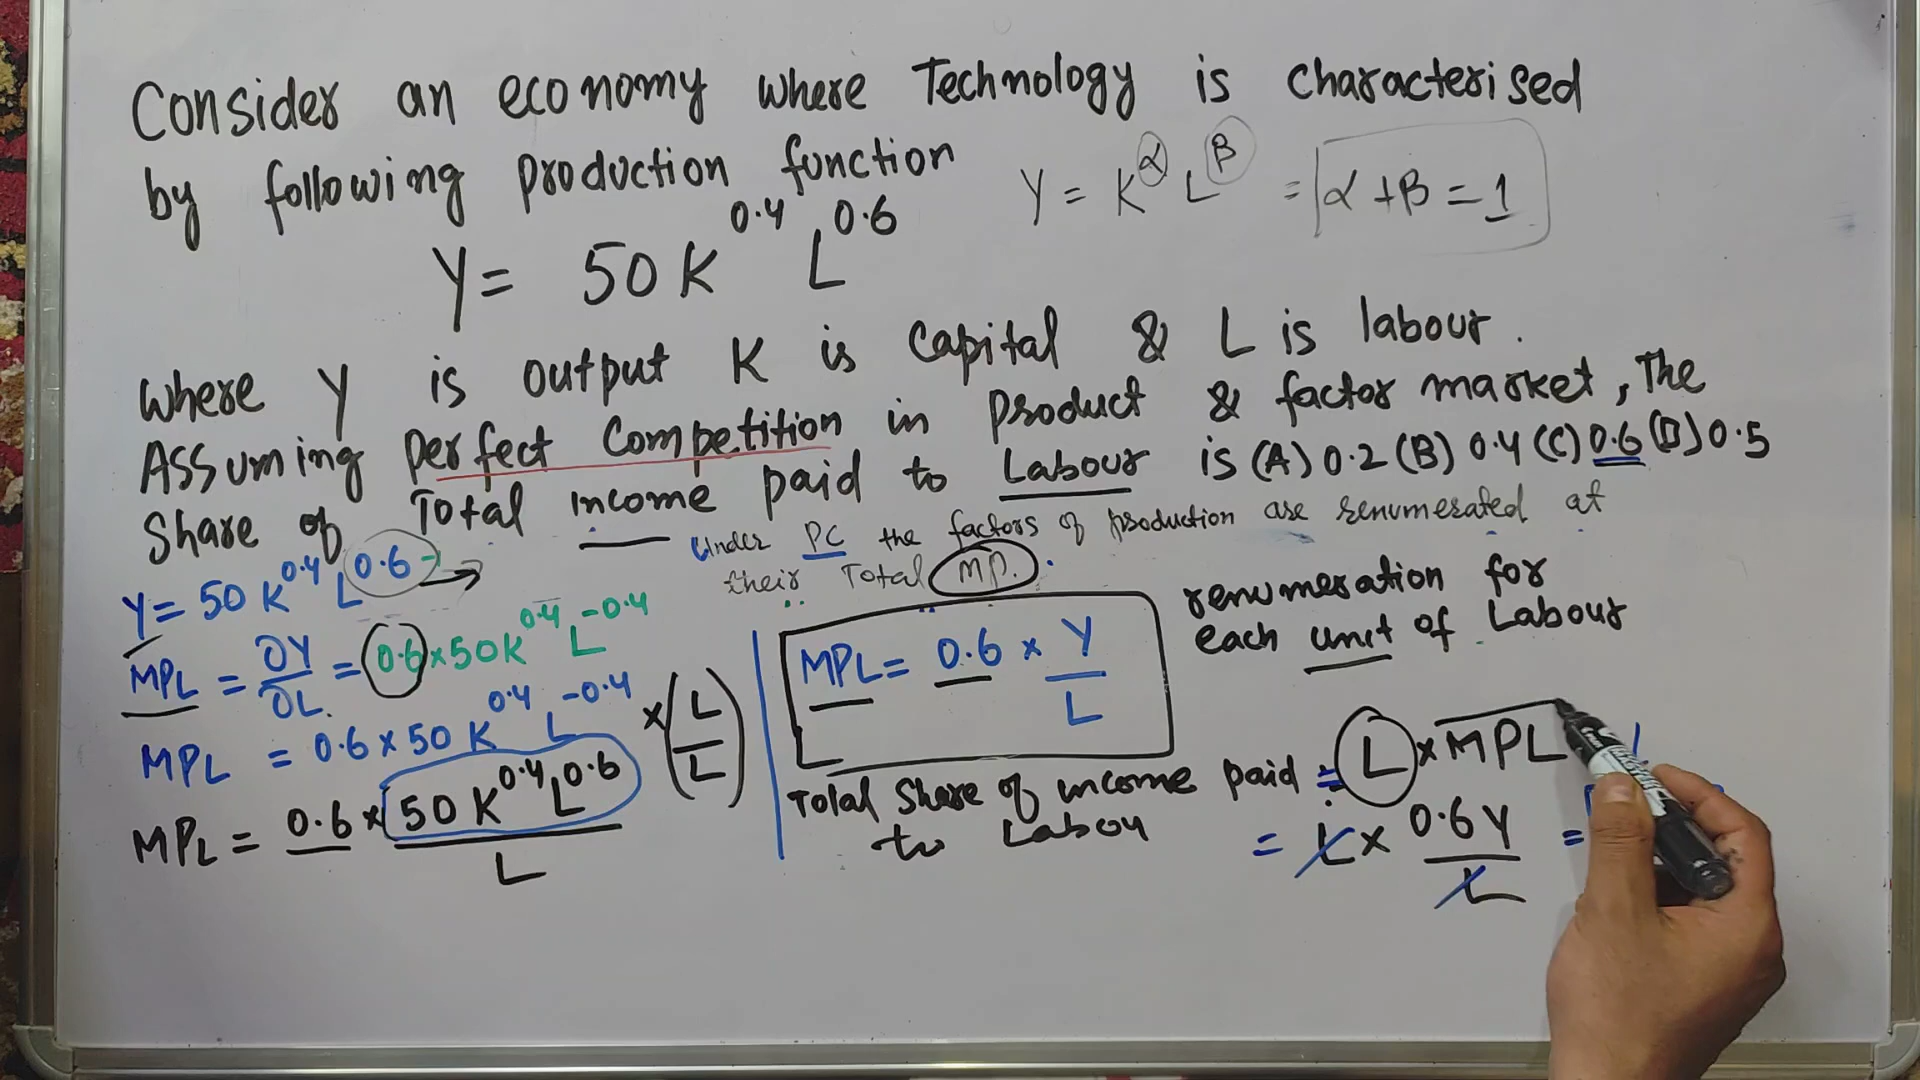 Consider an economy where Technology is characterised
by following production function
Y = K^α L^β = α + β = 1
Y = 50 K^0.4 L^0.6
where Y is output K is capital & L is labour.
Assuming perfect competition in product & factor market, The
Share of Total income paid to Labour is (A) 0.2 (B) 0.4 (C) 0.6 (D) 0.5
Under PC the factors of production are renumerated at
their Total MP.
Y = 50 K^0.4 L^0.6
MPL = ∂Y/∂L = 0.6 × 50 K^0.4 L^-0.4
MPL = 0.6 × 50 K^0.4 L^-0.4 × (L/L)
MPL = 0.6 × 50 K^0.4 L^0.6 / L
MPL = 0.6 × Y/L
renumeration for
each unit of Labour
Total Share of income paid = L × MPL
to Labou
= L × 0.6Y/L =